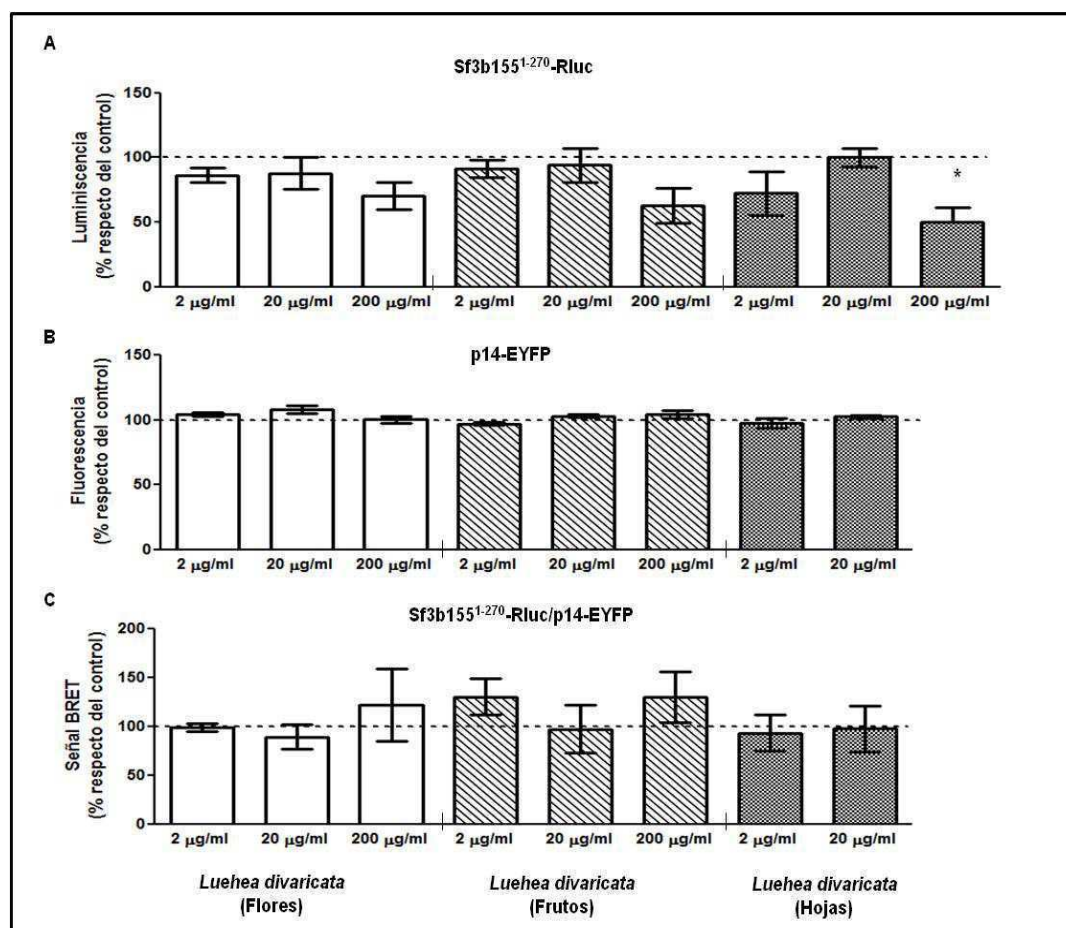 A
Sf3b155¹⁻²⁷⁰-Rluc
Luminiscencia
(% respecto del control)
150
100
50
0
*
2 µg/ml 20 µg/ml 200 µg/ml 2 µg/ml 20 µg/ml 200 µg/ml 2 µg/ml 20 µg/ml 200 µg/ml
B
p14-EYFP
Fluorescencia
(% respecto del control)
150
100
50
0
2 µg/ml 20 µg/ml 200 µg/ml 2 µg/ml 20 µg/ml 200 µg/ml 2 µg/ml 20 µg/ml
C
Sf3b155¹⁻²⁷⁰-Rluc/p14-EYFP
Señal BRET
(% respecto del control)
200
150
100
50
0
2 µg/ml 20 µg/ml 200 µg/ml 2 µg/ml 20 µg/ml 200 µg/ml 2 µg/ml 20 µg/ml
Luehea divaricata Luehea divaricata Luehea divaricata
(Flores) (Frutos) (Hojas)